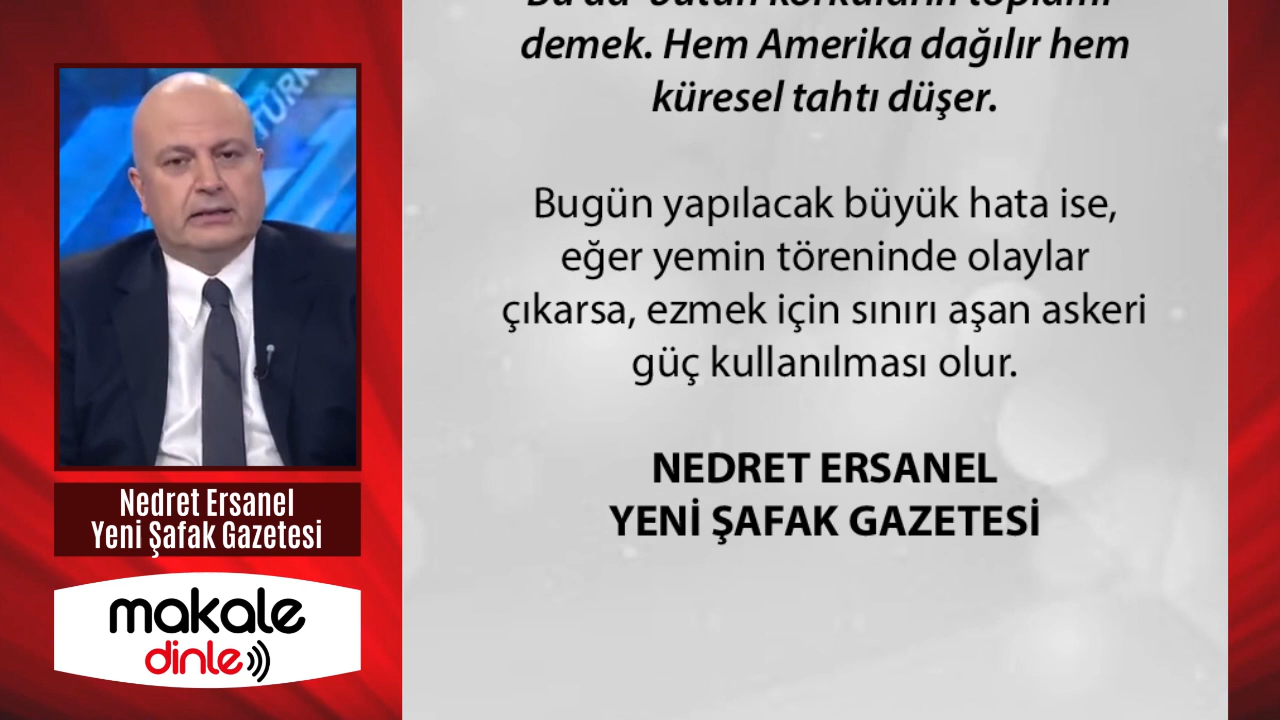 TÜRK
Nedret Ersanel
Yeni Şafak Gazetesi
makale
dinle
demek. Hem Amerika dağılır hem
küresel tahtı düşer.
Bugün yapılacak büyük hata ise,
eğer yemin töreninde olaylar
çıkarsa, ezmek için sınırı aşan askeri
güç kullanılması olur.
NEDRET ERSANEL
YENİ ŞAFAK GAZETESİ